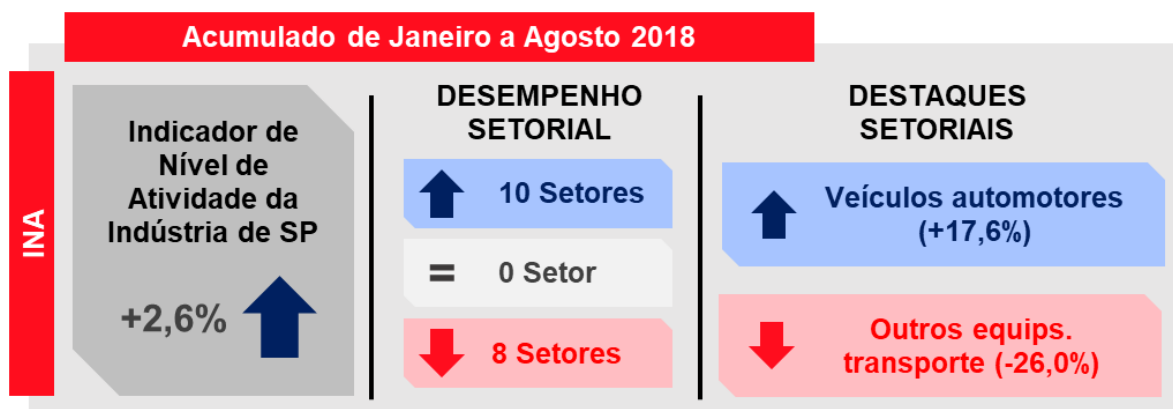 Acumulado de Janeiro a Agosto 2018
INA
Indicador de
Nível de
Atividade da
Indústria de SP
+2,6%
DESEMPENHO
SETORIAL
10 Setores
= 0 Setor
8 Setores
DESTAQUES
SETORIAIS
Veículos automotores
(+17,6%)
Outros equips.
transporte (-26,0%)